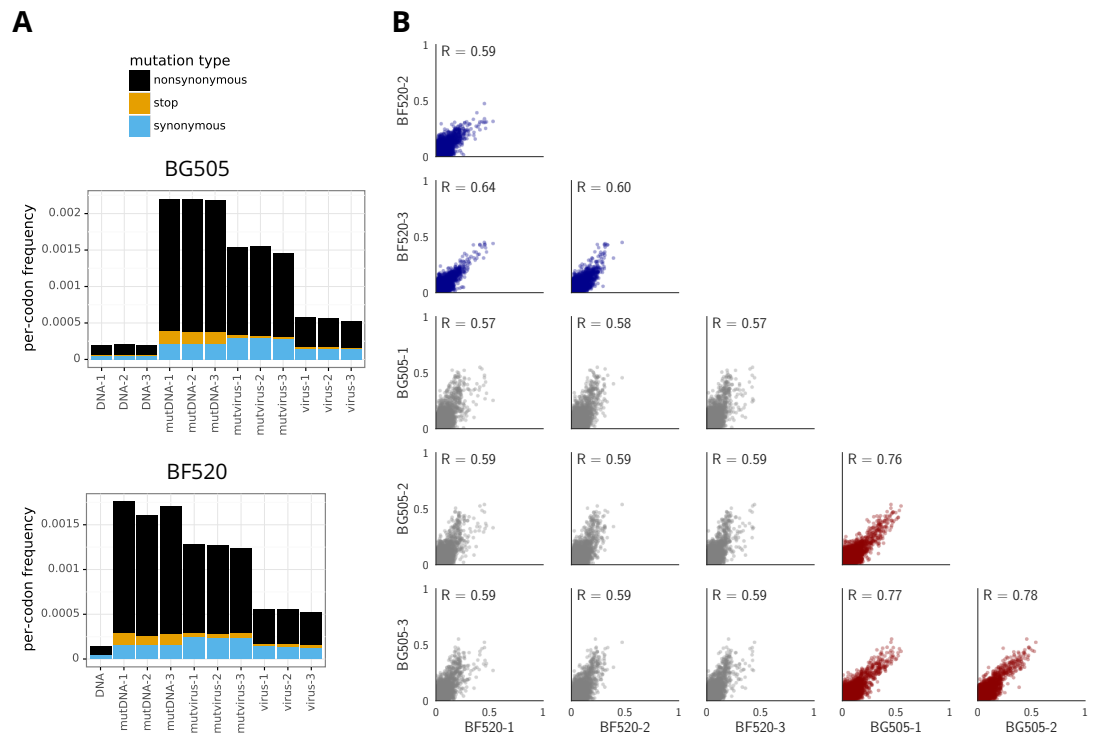 A
mutation type
nonsynonymous
stop
synonymous
BG505
per-codon frequency
0.002
0.0015
0.001
0.0005
0
DNA-1
DNA-2
DNA-3
mutDNA-1
mutDNA-2
mutDNA-3
mutvirus-1
mutvirus-2
mutvirus-3
virus-1
virus-2
virus-3
BF520
per-codon frequency
0.0015
0.001
0.0005
0
DNA
mutDNA-1
mutDNA-2
mutDNA-3
mutvirus-1
mutvirus-2
mutvirus-3
virus-1
virus-2
virus-3
B
BF520-2
1
0.5
0
R = 0.59
BF520-3
1
0.5
0
R = 0.64
R = 0.60
BG505-1
1
0.5
0
R = 0.57
R = 0.58
R = 0.57
BG505-2
1
0.5
0
R = 0.59
R = 0.59
R = 0.59
R = 0.76
BG505-3
1
0.5
0
R = 0.59
R = 0.59
R = 0.59
R = 0.77
R = 0.78
0 0.5 1 0 0.5 1 0 0.5 1 0 0.5 1 0 0.5 1
BF520-1 BF520-2 BF520-3 BG505-1 BG505-2